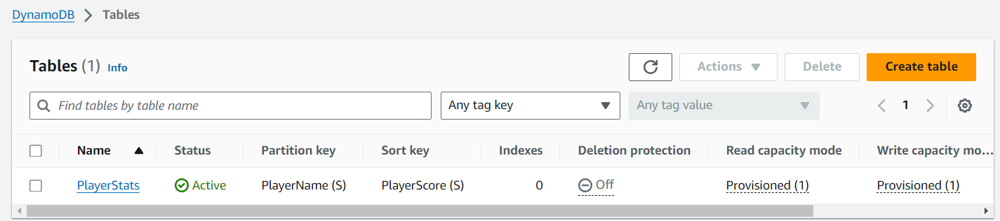 DynamoDB > Tables
Tables (1) Info Actions Delete Create table
Find tables by table name Any tag key Any tag value 1
Name Status Partition key Sort key Indexes Deletion protection Read capacity mode Write capacity mo...
PlayerStats Active PlayerName (S) PlayerScore (S) 0 Off Provisioned (1) Provisioned (1)